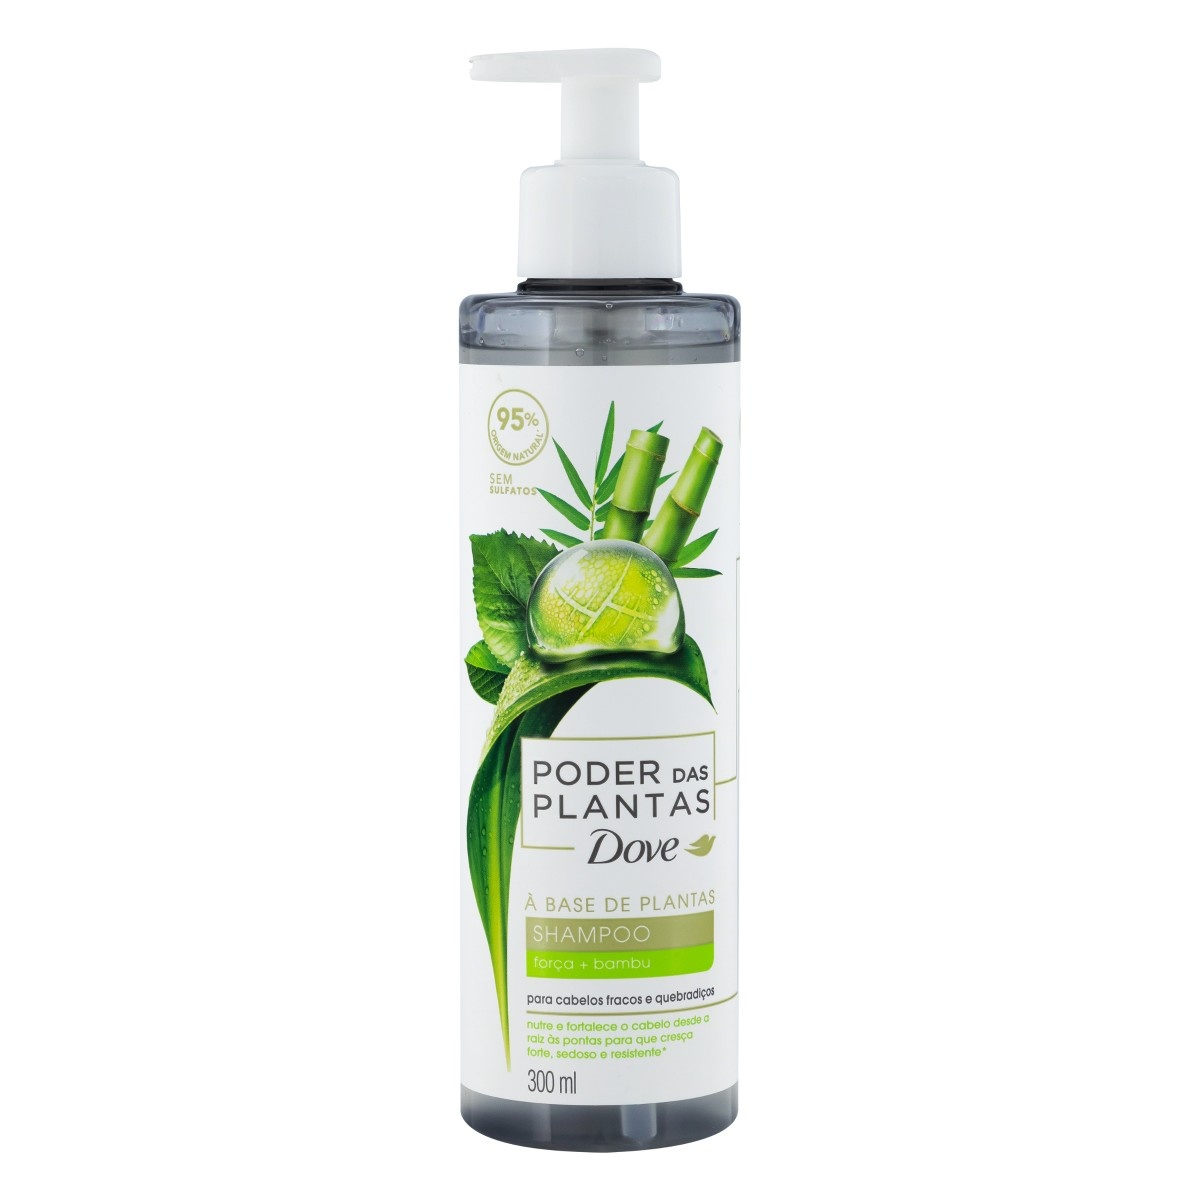 95%
ORIGEM NATURAL
SEM
SULFATOS
PODER DAS
PLANTAS
Dove
À BASE DE PLANTAS
SHAMPOO
força + bambu
para cabelos fracos e quebradiços
nutre e fortalece o cabelo desde a
raiz às pontas para que cresça
forte, sedoso e resistente*
300 ml